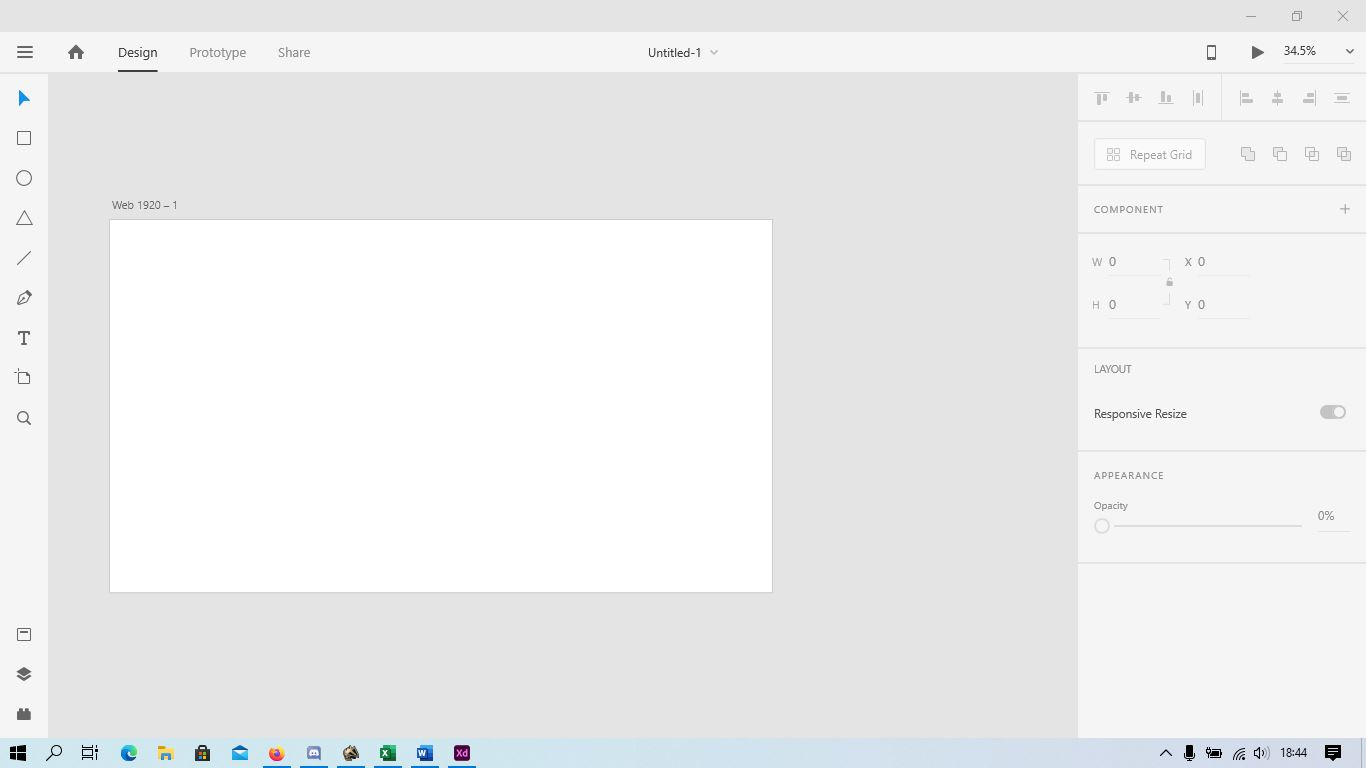 Design Prototype Share Untitled-1 34.5%
Repeat Grid
Web 1920 – 1
COMPONENT
W 0 X 0
H 0 Y 0
LAYOUT
Responsive Resize
APPEARANCE
Opacity
0%
Xd 18:44